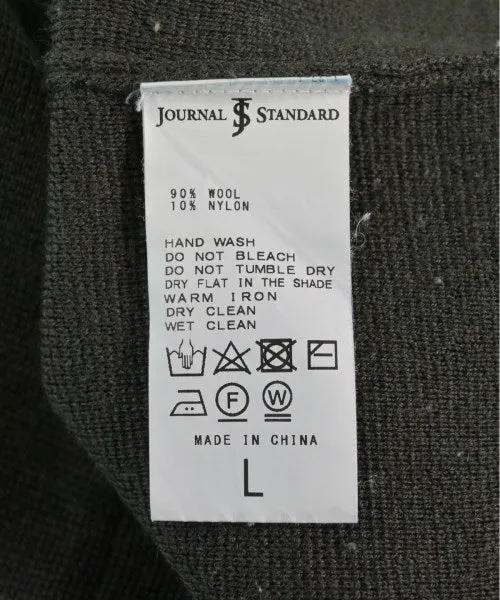 JOURNAL JS STANDARD
90% WOOL
10% NYLON
HAND WASH
DO NOT BLEACH
DO NOT TUMBLE DRY
DRY FLAT IN THE SHADE
WARM IRON
DRY CLEAN
WET CLEAN
F W
MADE IN CHINA
L